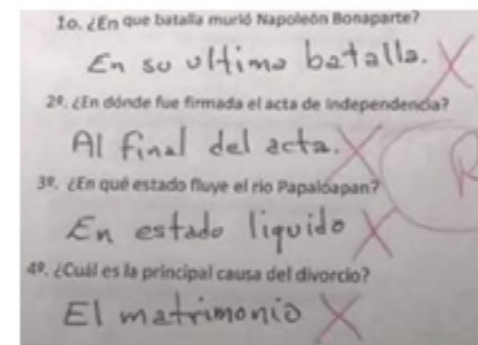 1o. ¿En que batalla murió Napoleón Bonaparte?
En su ultima batalla.
2º. ¿En dónde fue firmada el acta de independencia?
Al final del acta.
3º. ¿En qué estado fluye el río Papaloapan?
En estado liquido
4º. ¿Cuál es la principal causa del divorcio?
El matrimonio